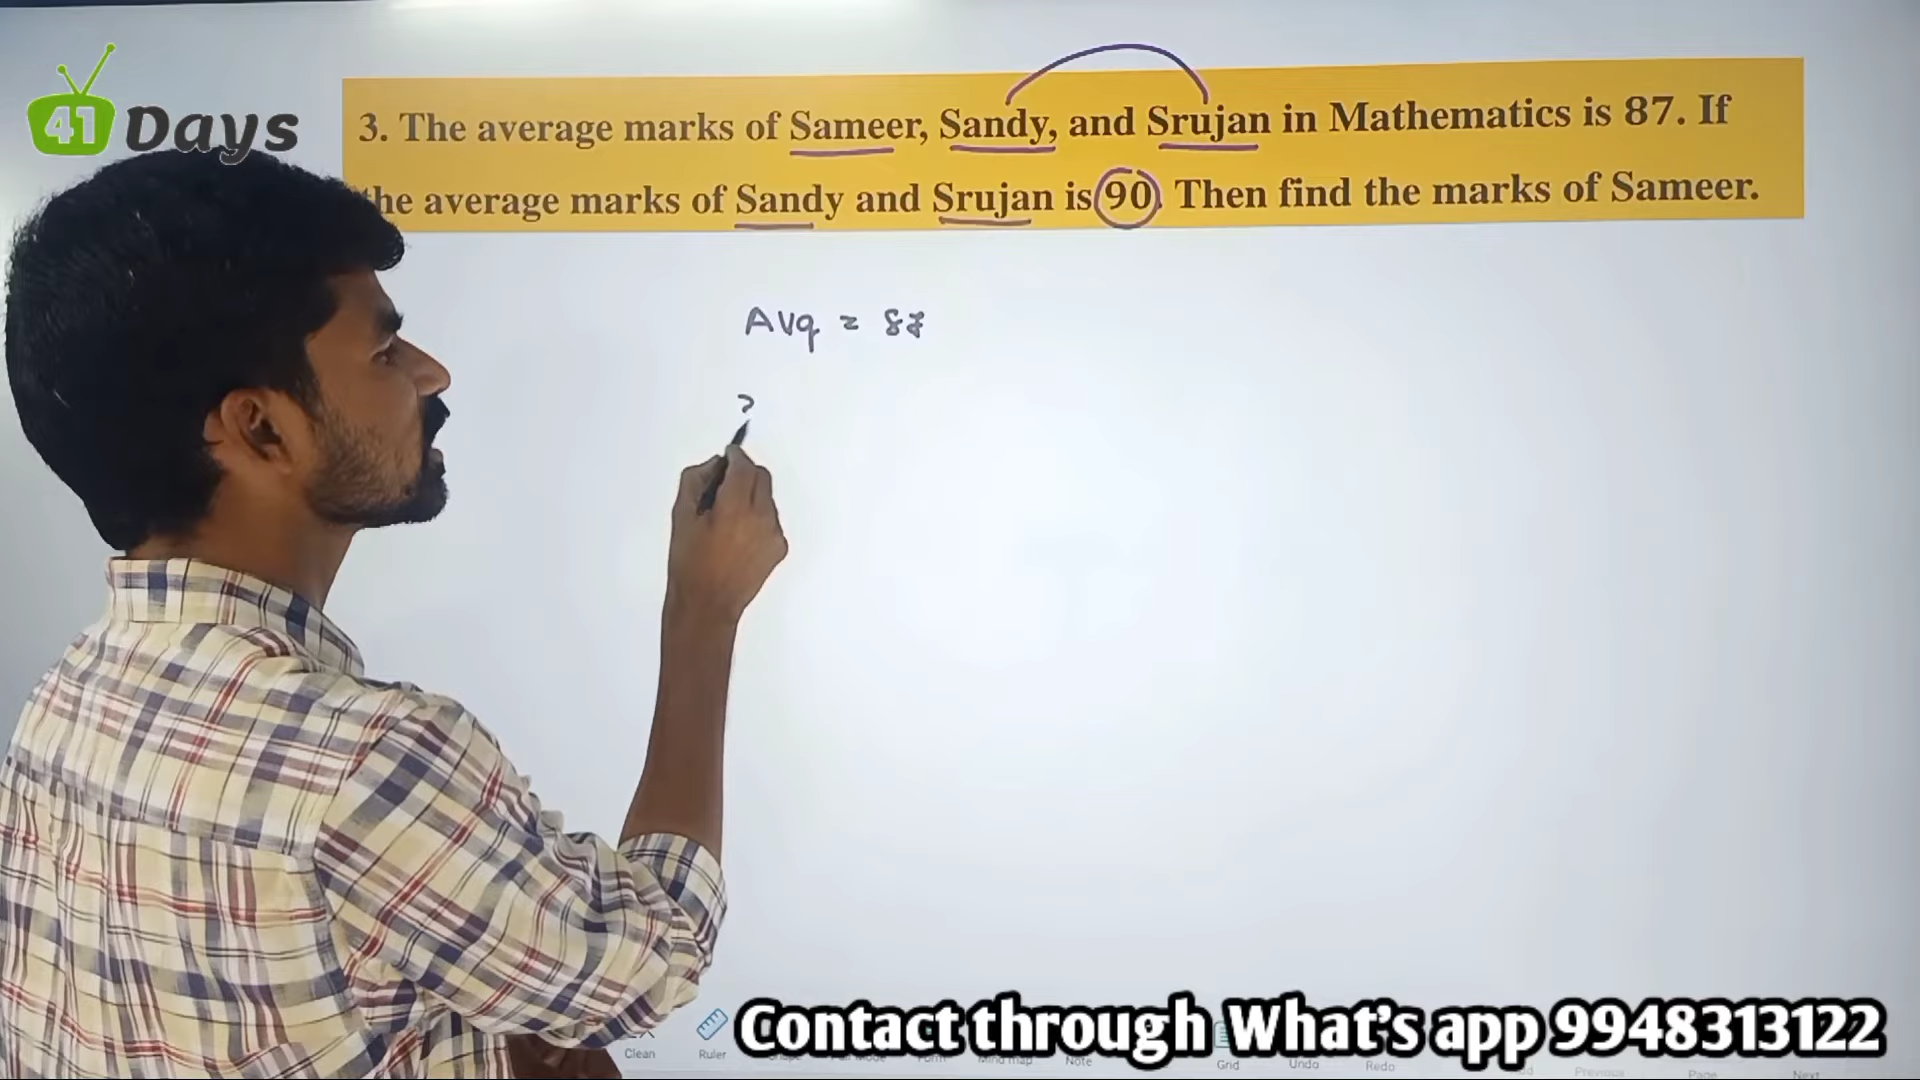 41 Days
3. The average marks of Sameer, Sandy, and Srujan in Mathematics is 87. If
the average marks of Sandy and Srujan is 90. Then find the marks of Sameer.
Avg = 87
?
Contact through What's app 9948313122
Clean Ruler Note Grid Undo Redo Previous Page Next